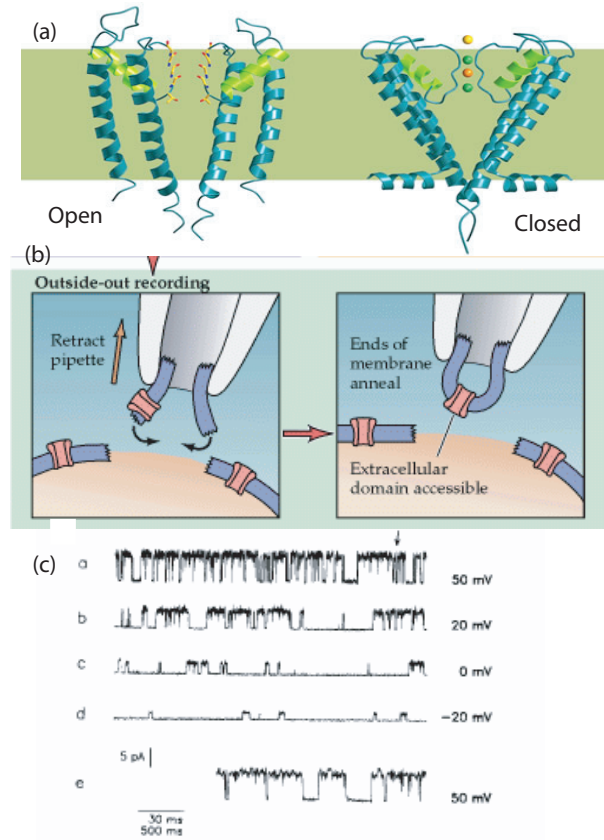 (a)
Open
Closed
(b)
Outside-out recording
Retract
pipette
Ends of
membrane
anneal
Extracellular
domain accessible
(c)
a
50 mV
b
20 mV
c
0 mV
d
−20 mV
5 pA
e
50 mV
30 ms
500 ms